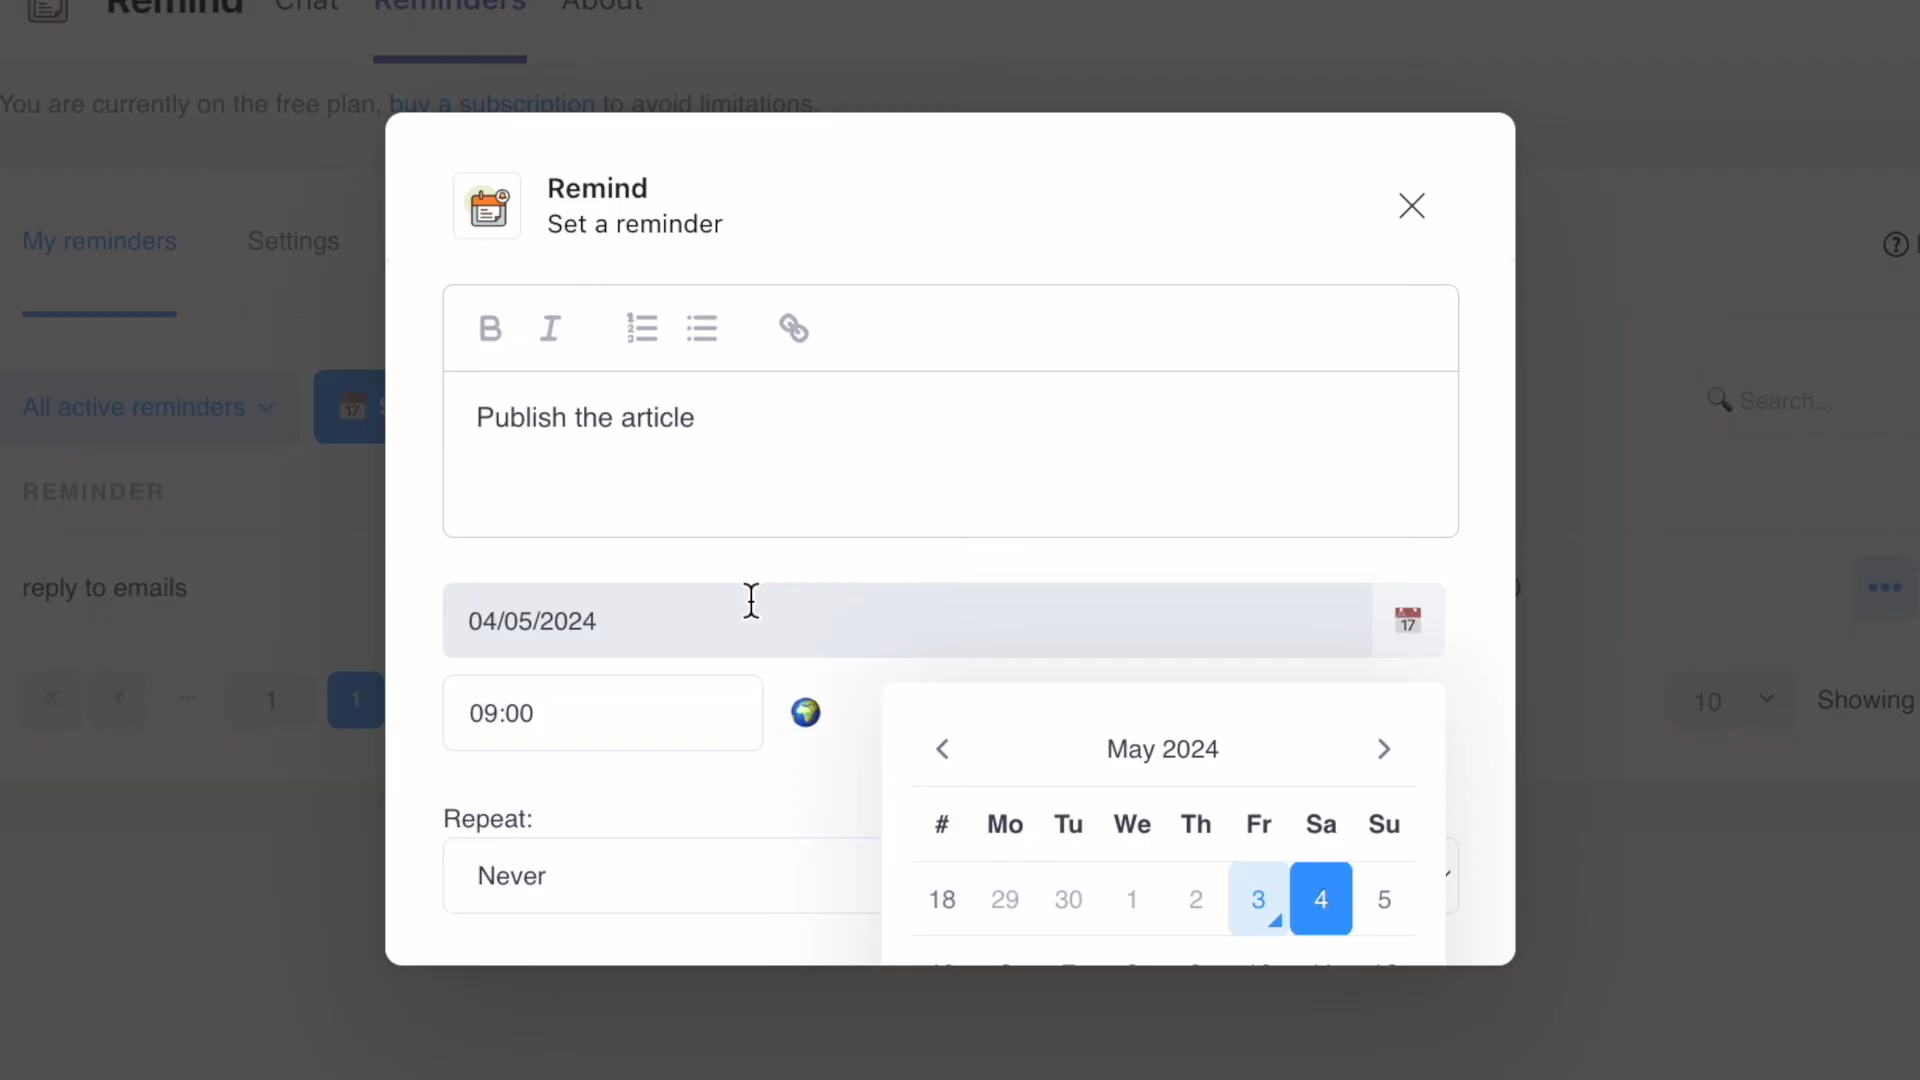 Remind Chat Reminders About
You are currently on the free plan, buy a subscription to avoid limitations.
Remind
Set a reminder
My reminders Settings
B I
Publish the article
All active reminders
Search...
REMINDER
reply to emails
04/05/2024
17
09:00
« ‹ ... 1 1
10 Showing
May 2024
# Mo Tu We Th Fr Sa Su
18 29 30 1 2 3 4 5
Repeat:
Never